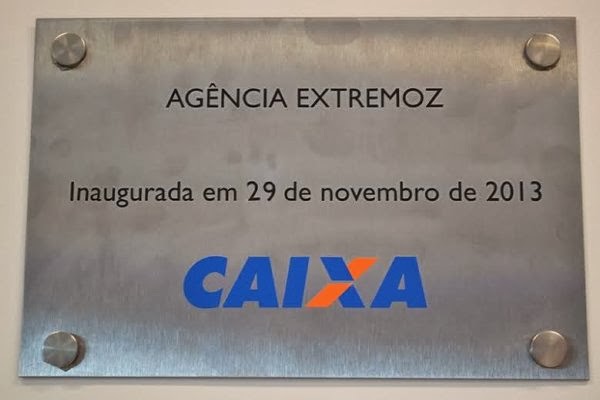 AGÊNCIA EXTREMOZ
Inaugurada em 29 de novembro de 2013
CAIXA